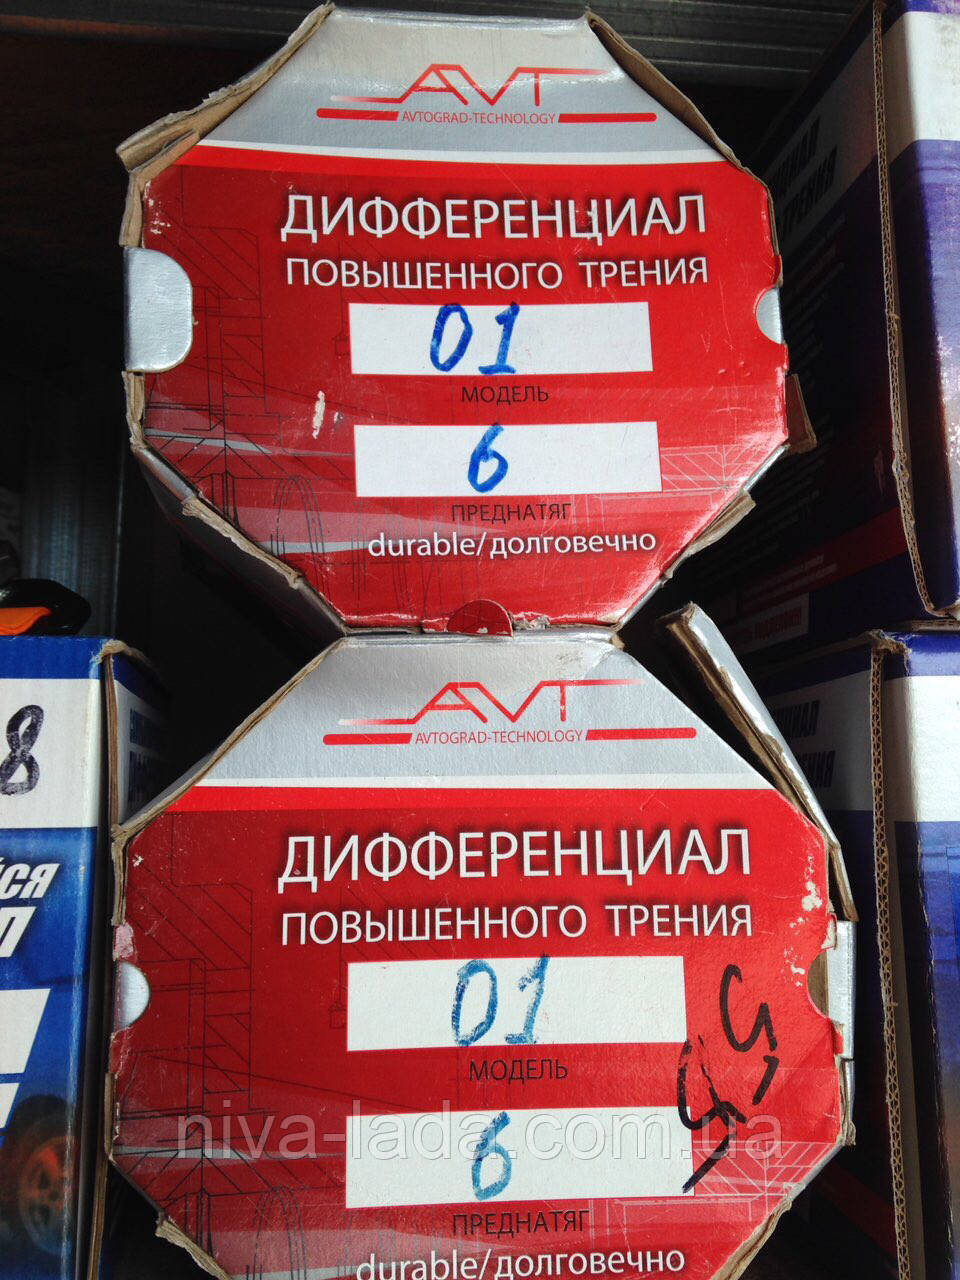 AVT
AVTOGRAD-TECHNOLOGY
ДИФФЕРЕНЦИАЛ
ПОВЫШЕННОГО ТРЕНИЯ
01
МОДЕЛЬ
6
ПРЕДНАТЯГ
durable/долговечно
AVT
AVTOGRAD-TECHNOLOGY
ДИФФЕРЕНЦИАЛ
ПОВЫШЕННОГО ТРЕНИЯ
01
МОДЕЛЬ
6
ПРЕДНАТЯГ
durable/долговечно
niva-lada.com.ua
8